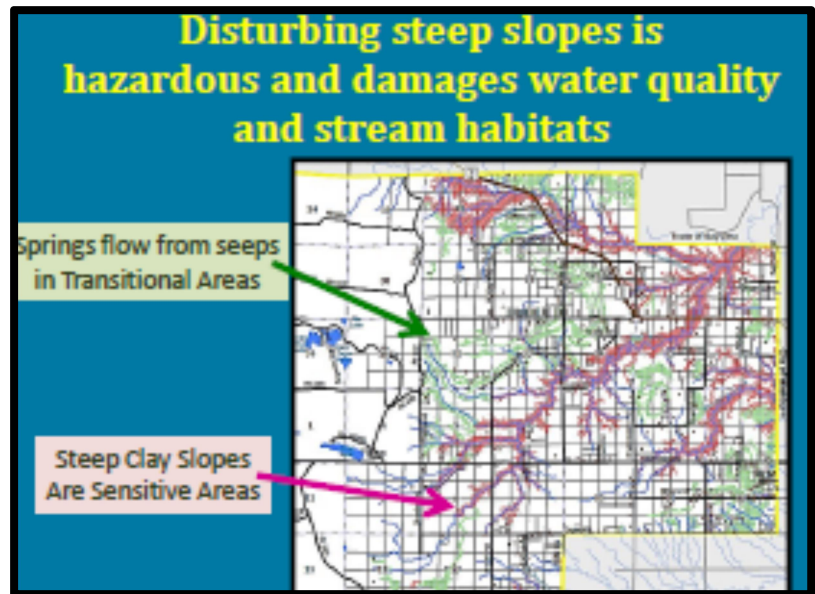 Disturbing steep slopes is
hazardous and damages water quality
and stream habitats
Springs flow from seeps
in Transitional Areas
Steep Clay Slopes
Are Sensitive Areas